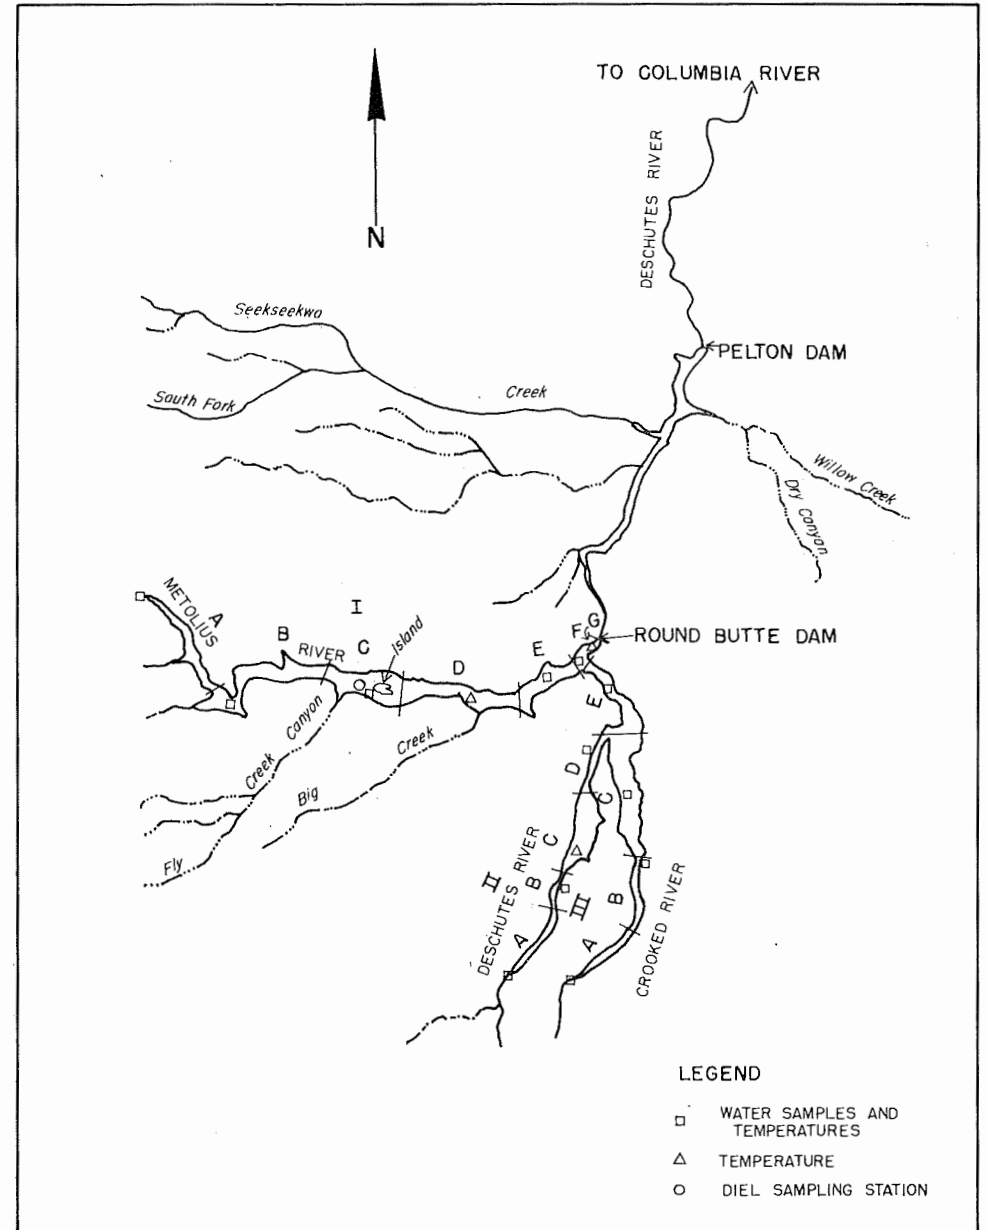 TO COLUMBIA RIVER
DESCHUTES RIVER
N
Seekseekwa
PELTON DAM
South Fork
Creek
Willow Creek
Dry Canyon
METOLIUS
A
I
B
RIVER
C
Island
D
E
F
G
ROUND BUTTE DAM
Canyon
Creek
Fly
Creek
Big
E
D
C
C
B
II
DESCHUTES RIVER
A
III
B
A
CROOKED RIVER
LEGEND
WATER SAMPLES AND
TEMPERATURES
TEMPERATURE
DIEL SAMPLING STATION